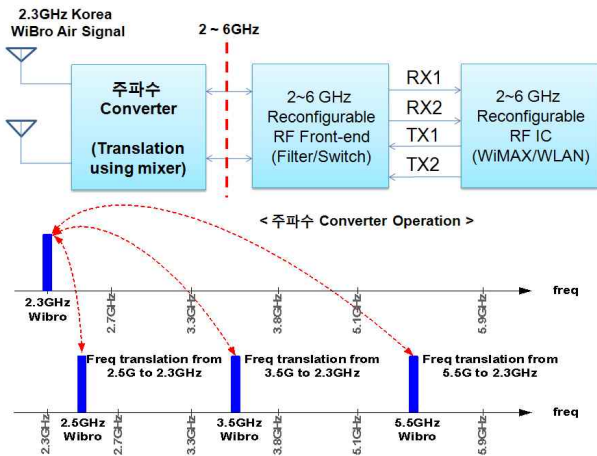 2.3GHz Korea
WiBro Air Signal
2 ~ 6GHz
주파수
Converter
(Translation
using mixer)
2~6 GHz
Reconfigurable
RF Front-end
(Filter/Switch)
RX1
RX2
TX1
TX2
2~6 GHz
Reconfigurable
RF IC
(WiMAX/WLAN)
< 주파수 Converter Operation >
freq
2.3GHz
Wibro
2.7GHz
3.3GHz
3.8GHz
5.1GHz
5.9GHz
Freq translation from
2.5G to 2.3GHz
Freq translation from
3.5G to 2.3GHz
Freq translation from
5.5G to 2.3GHz
freq
2.3GHz
2.5GHz
Wibro
2.7GHz
3.3GHz
3.5GHz
Wibro
3.8GHz
5.1GHz
5.5GHz
Wibro
5.9GHz